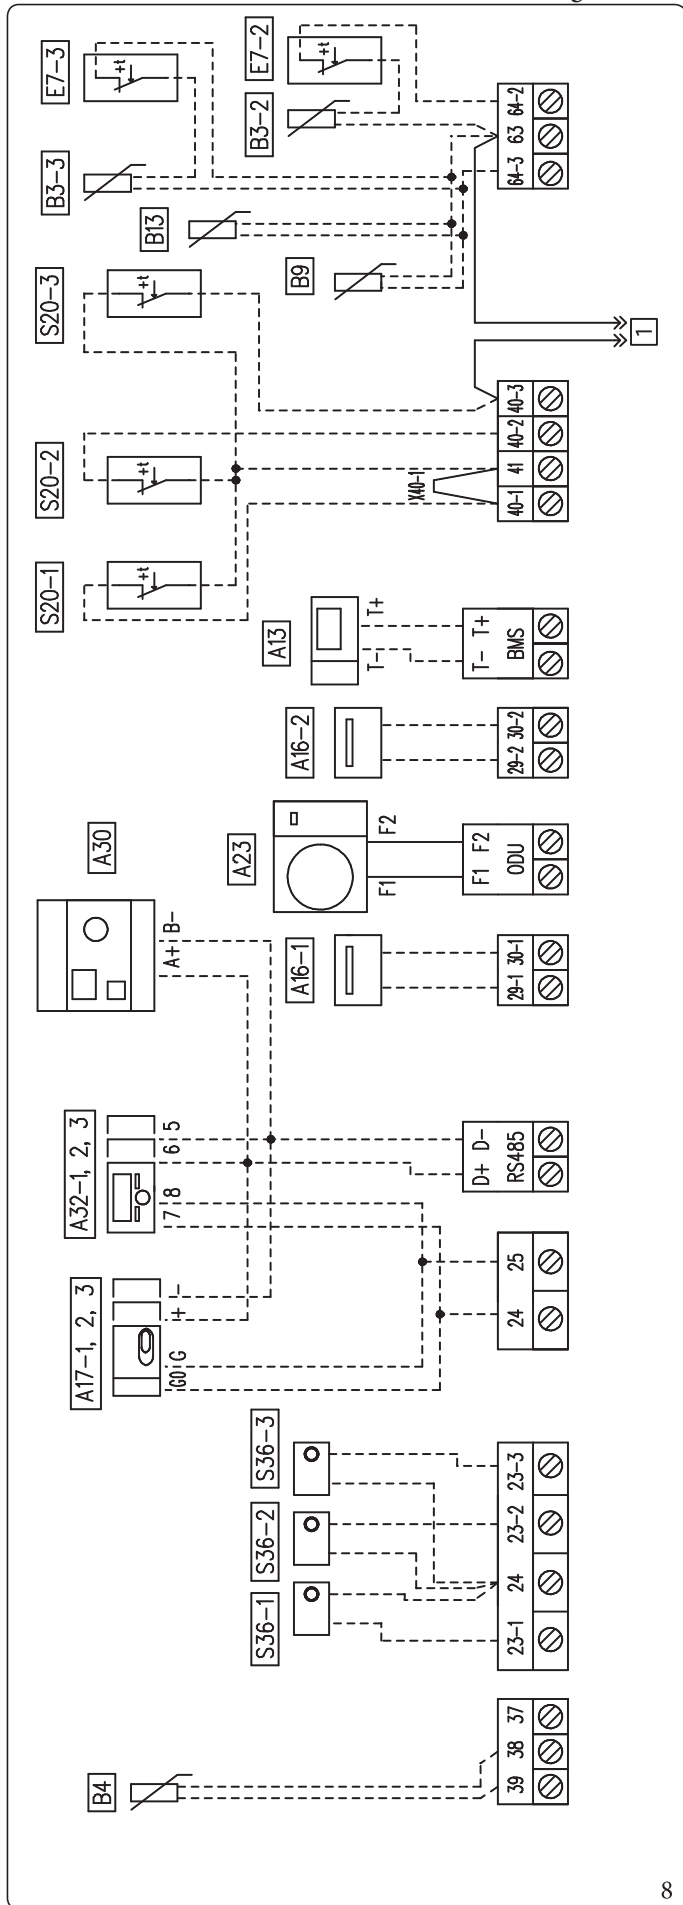 E7-3
+t
E7-2
+t
B3-2
64-2
63
64-3
B3-3
B13
B9
S20-3
+t
1
40-3
40-2
41
40-1
X40-1
S20-2
+t
S20-1
+t
A13
T+
T-
T- T+
BMS
A16-2
29-2 30-2
A30
A+ B-
A23
F2
F1
F1 F2
ODU
A16-1
29-1 30-1
A32-1, 2, 3
6 5
7 8
D+ D-
RS485
25
24
A17-1, 2, 3
+ -
G0 G
S36-3
S36-2
S36-1
23-3
23-2
24
23-1
B4
37
38
39
8